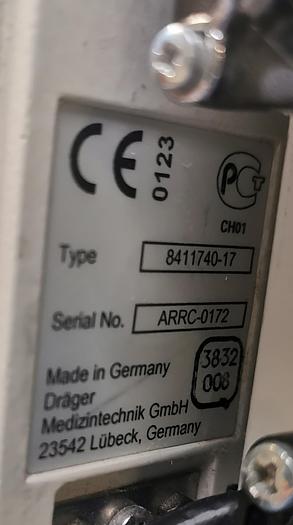 CE 0123
PCT
CH01
Type 8411740-17
Serial No. ARRC-0172
3832
008
Made in Germany
Dräger
Medizintechnik GmbH
23542 Lübeck, Germany